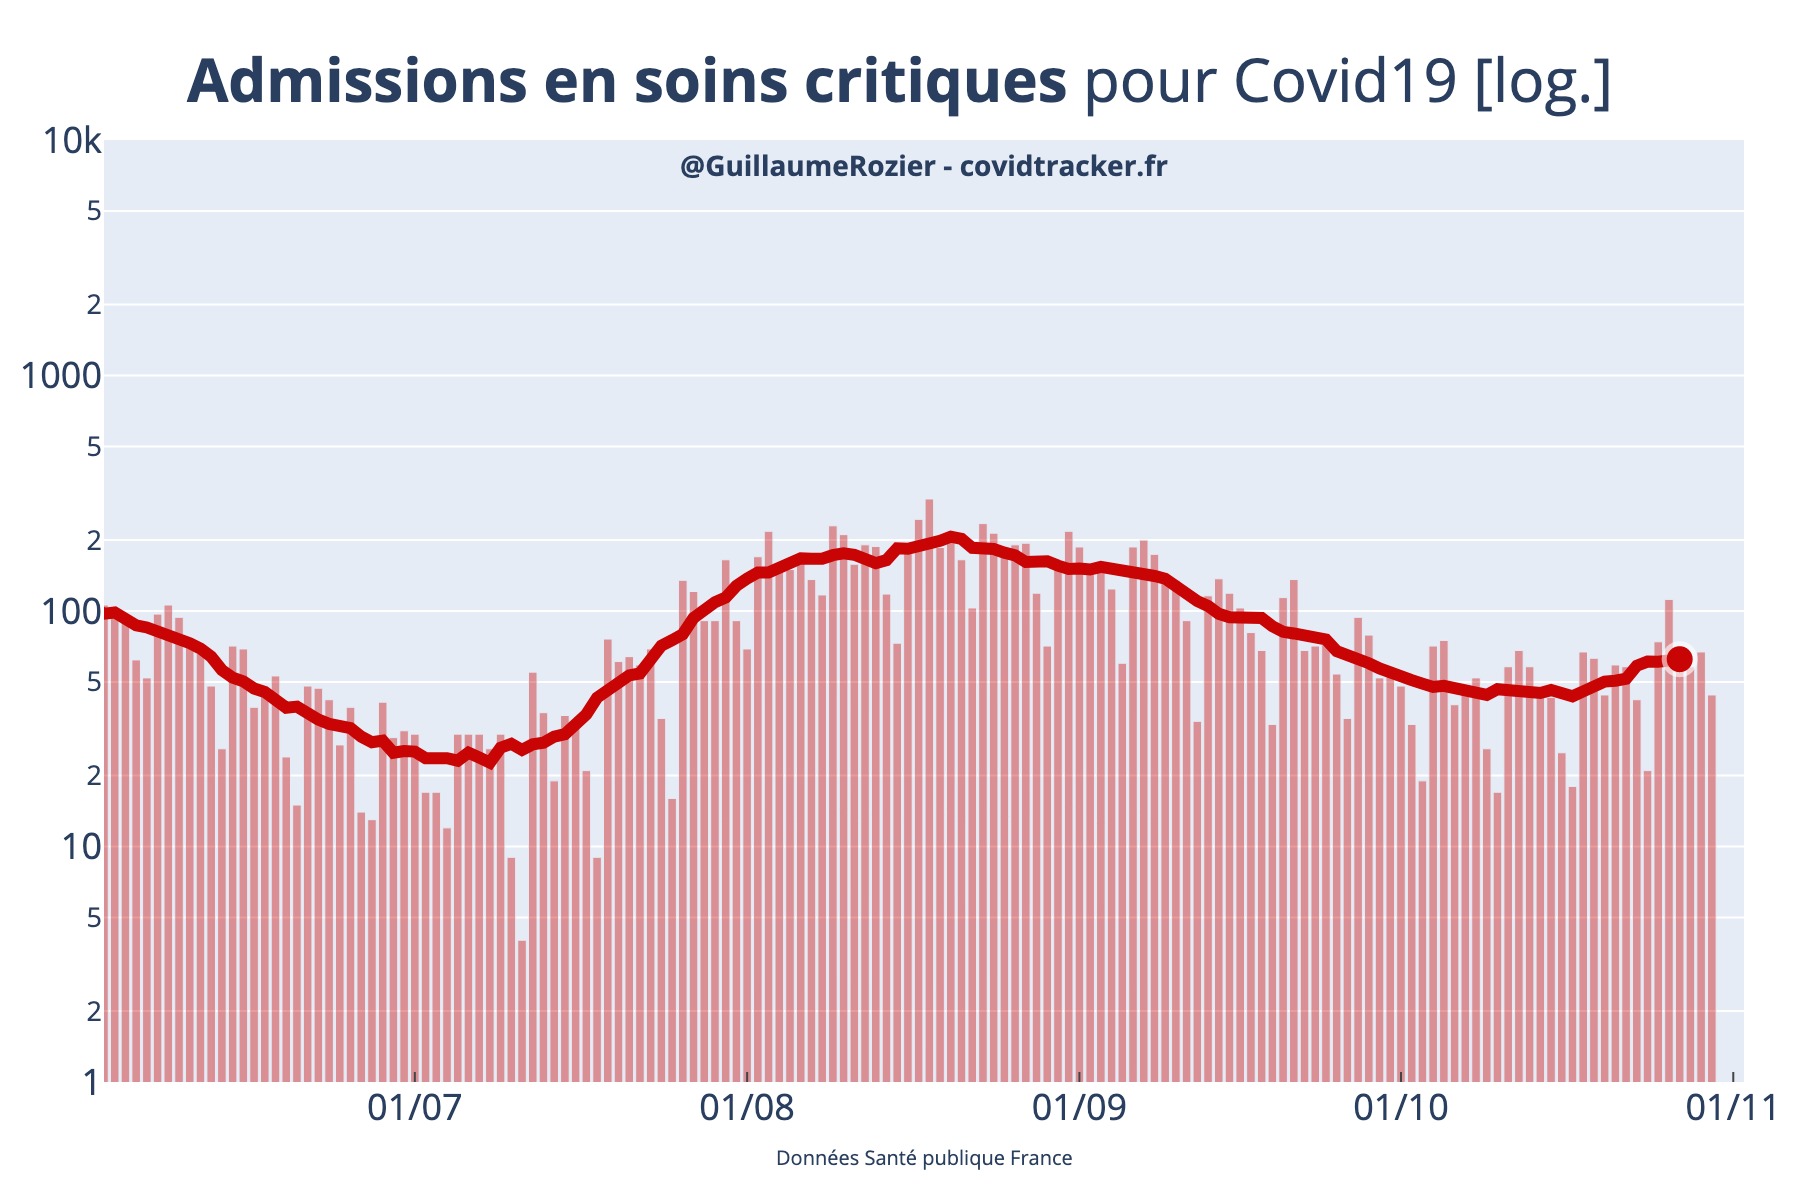 Admissions en soins critiques pour Covid19 [log.]
@GuillaumeRozier - covidtracker.fr
10k
5
2
1000
5
2
100
5
2
10
5
2
1
01/07 01/08 01/09 01/10 01/11
Données Santé publique France